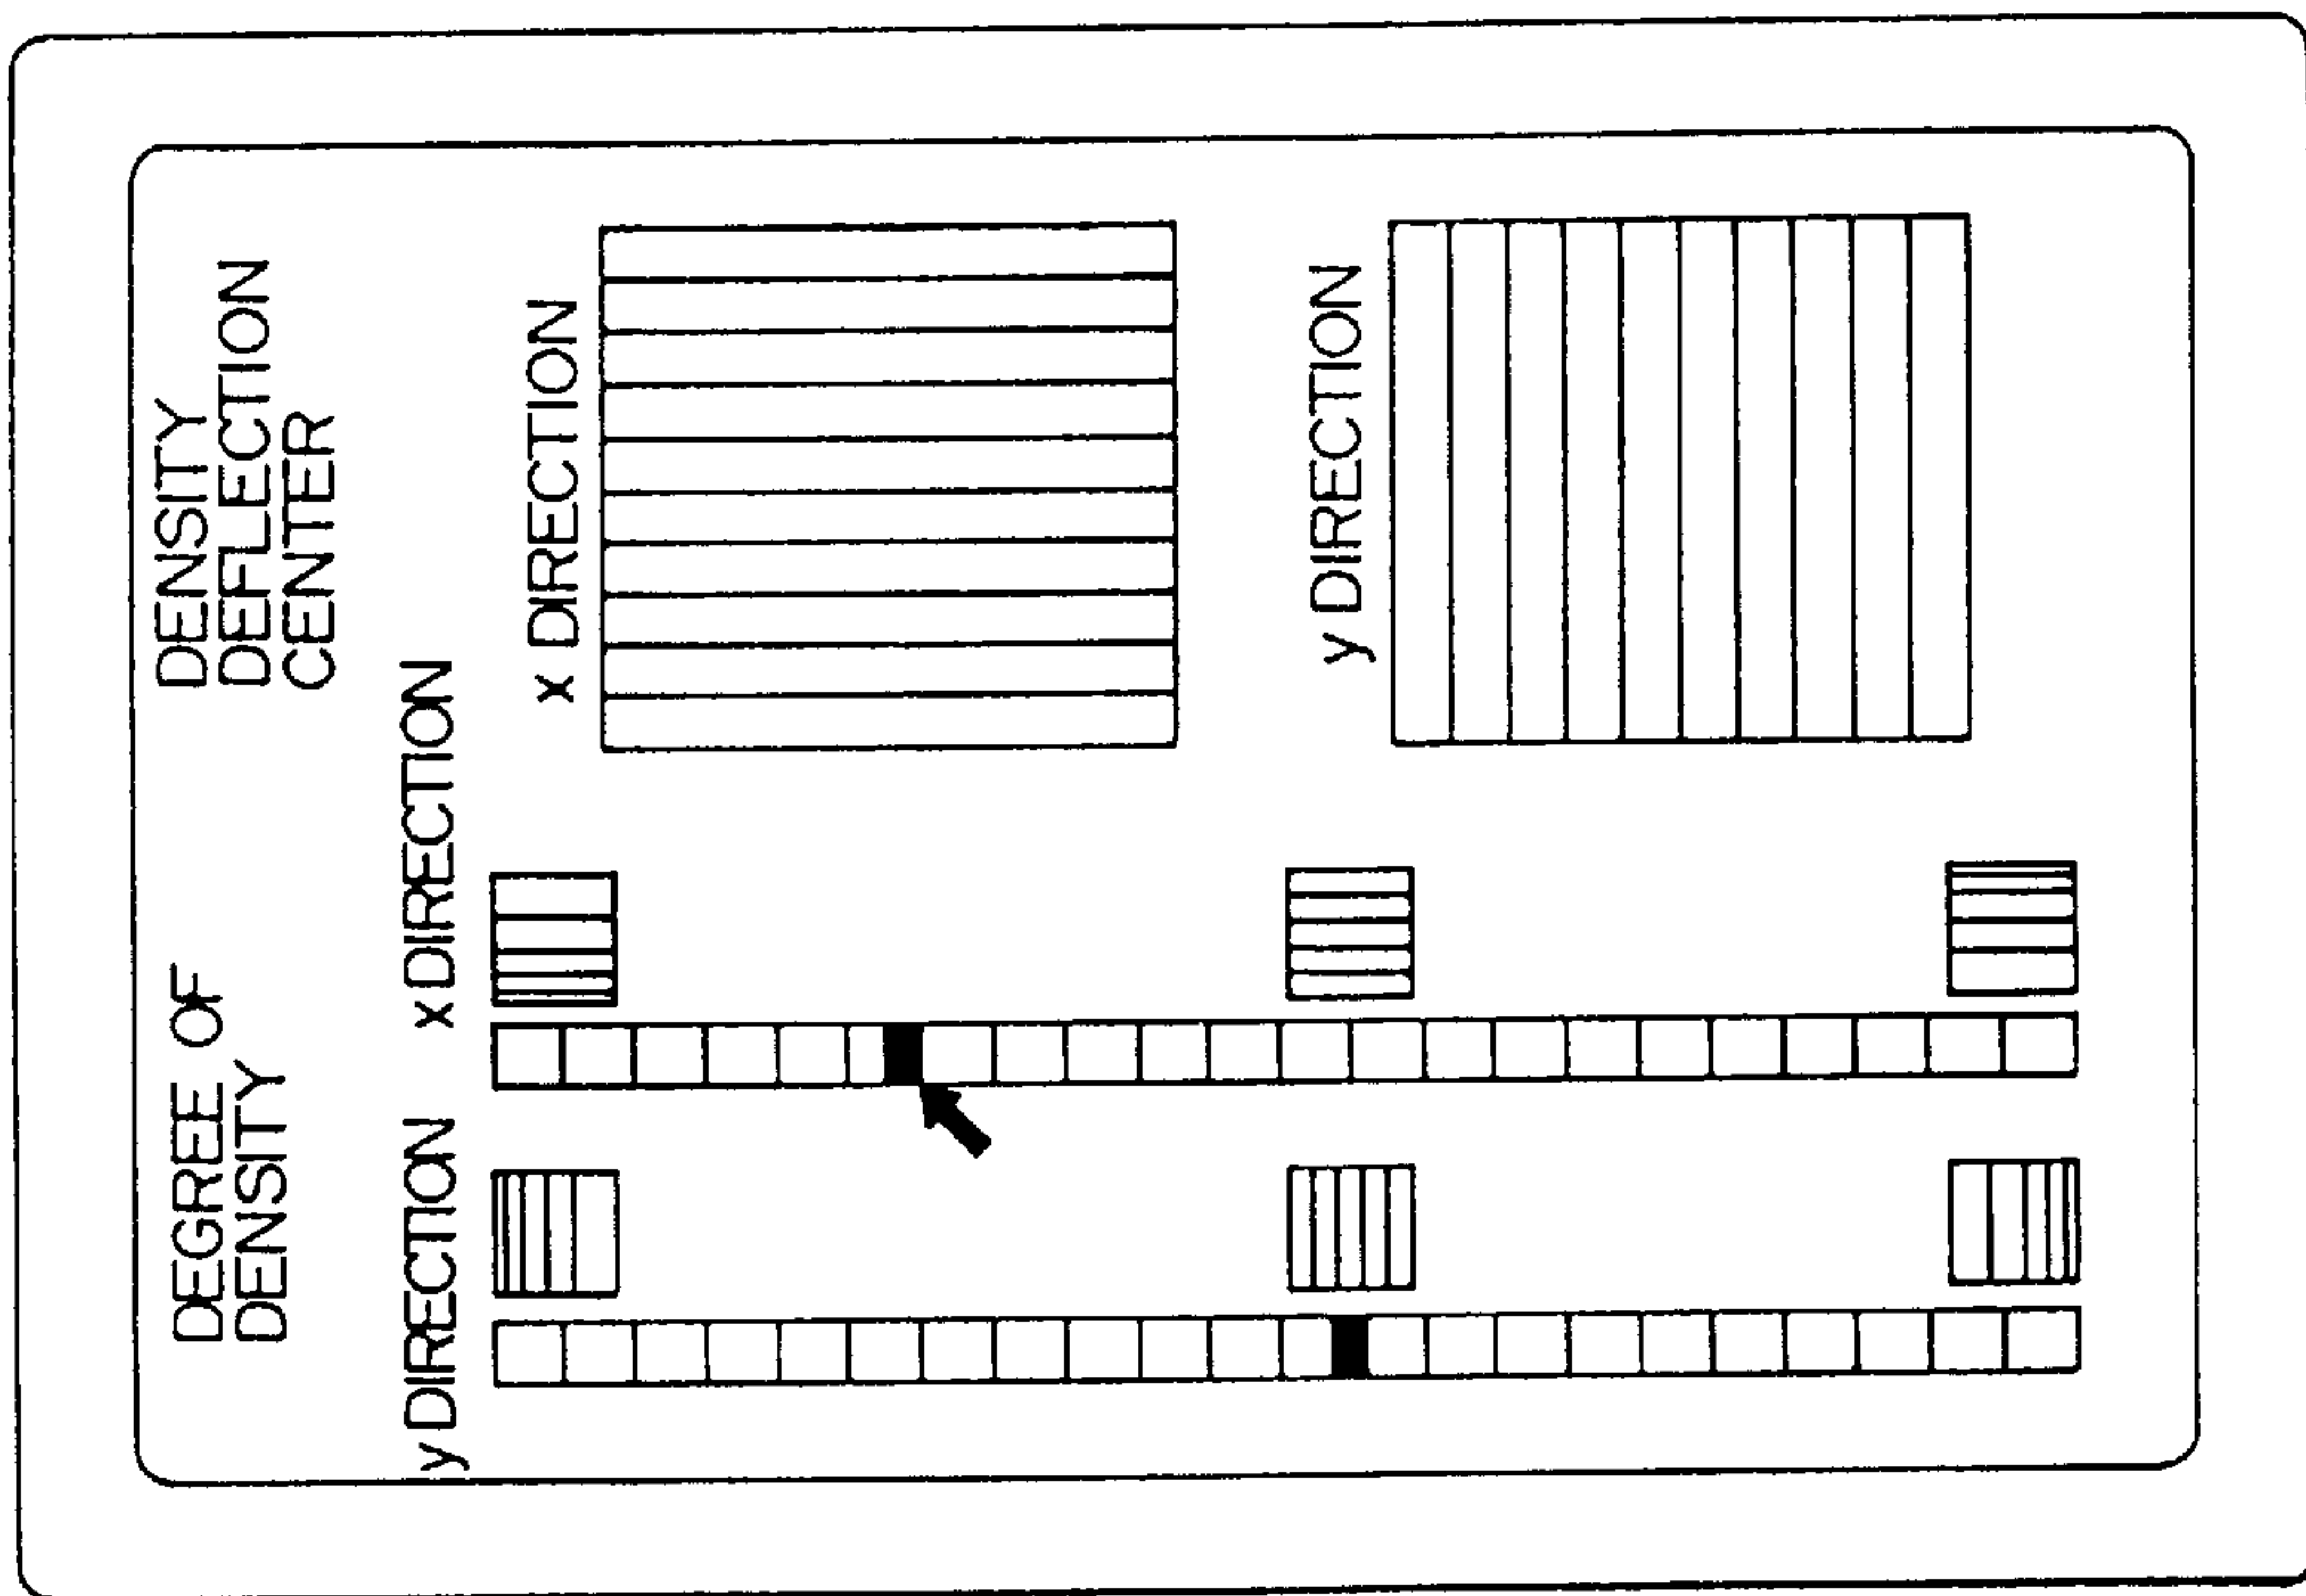 DEGREE OF
DENSITY
DENSITY
DEFLECTION
CENTER
y DIRECTION
x DIRECTION
x DIRECTION
y DIRECTION